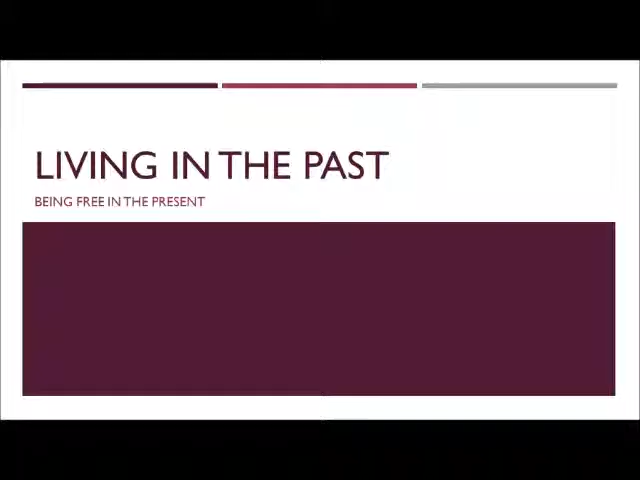 LIVING IN THE PAST
BEING FREE IN THE PRESENT